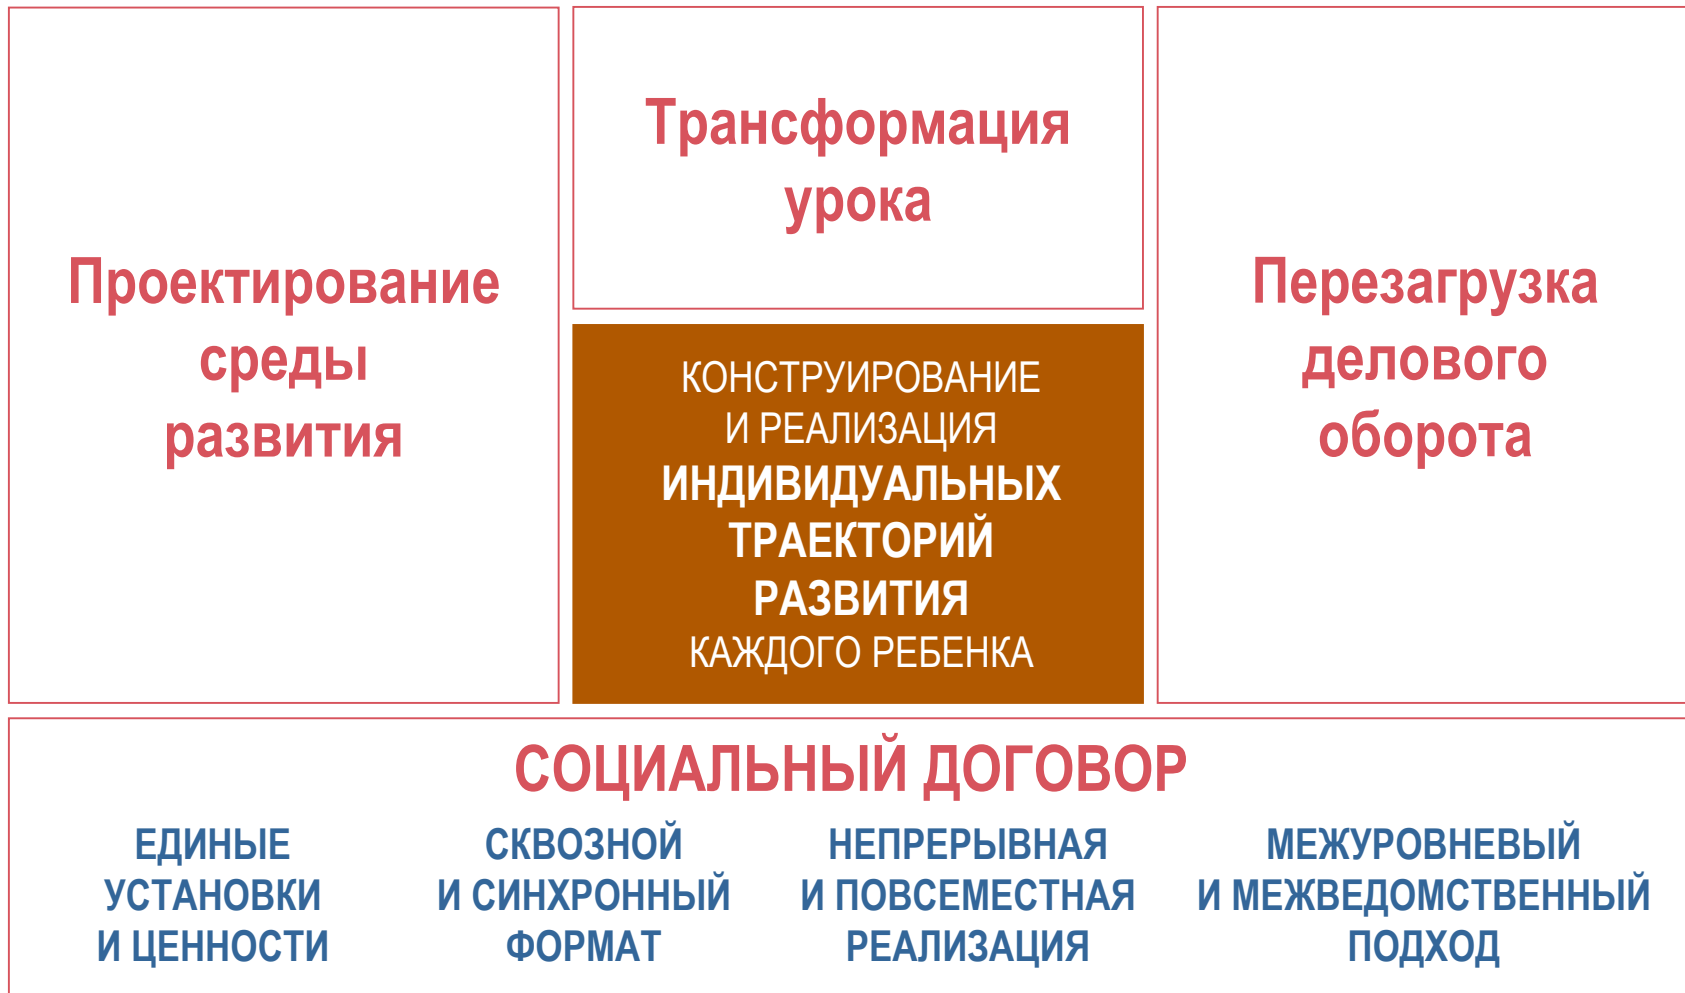 Проектирование
среды
развития
Трансформация
урока
КОНСТРУИРОВАНИЕ
И РЕАЛИЗАЦИЯ
ИНДИВИДУАЛЬНЫХ
ТРАЕКТОРИЙ
РАЗВИТИЯ
КАЖДОГО РЕБЕНКА
Перезагрузка
делового
оборота
СОЦИАЛЬНЫЙ ДОГОВОР
ЕДИНЫЕ
УСТАНОВКИ
И ЦЕННОСТИ
СКВОЗНОЙ
И СИНХРОННЫЙ
ФОРМАТ
НЕПРЕРЫВНАЯ
И ПОВСЕМЕСТНАЯ
РЕАЛИЗАЦИЯ
МЕЖУРОВНЕВЫЙ
И МЕЖВЕДОМСТВЕННЫЙ
ПОДХОД